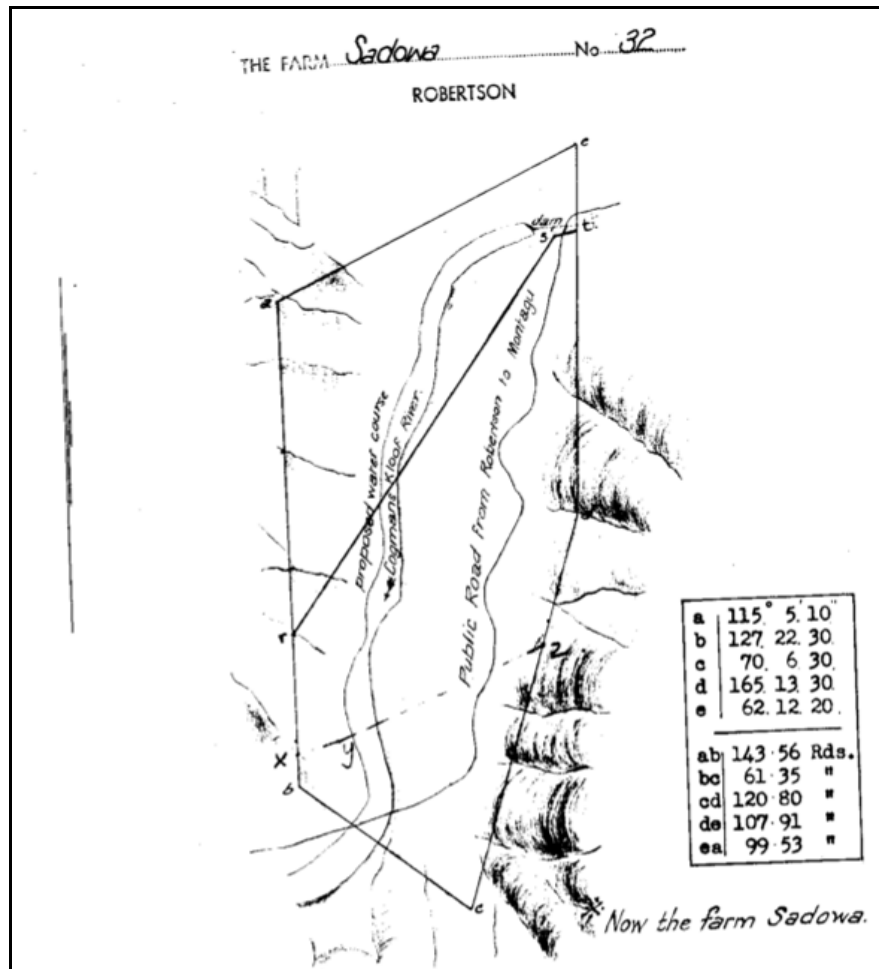 THE FARM Sadowa No 32
ROBERTSON
e
dam
s t.
a
Public Road from Robertson to Montagu
proposed water course
Cogmans Kloof River.
d
r
Z
X
y
b
c
a 115° 5' 10"
b 127. 22. 30.
c 70. 6. 30.
d 165. 13. 30.
e 62. 12. 20.
ab 143·56 Rds.
bc 61·35 "
cd 120·80 "
de 107·91 "
ea 99·53 "
Now the farm Sadowa.